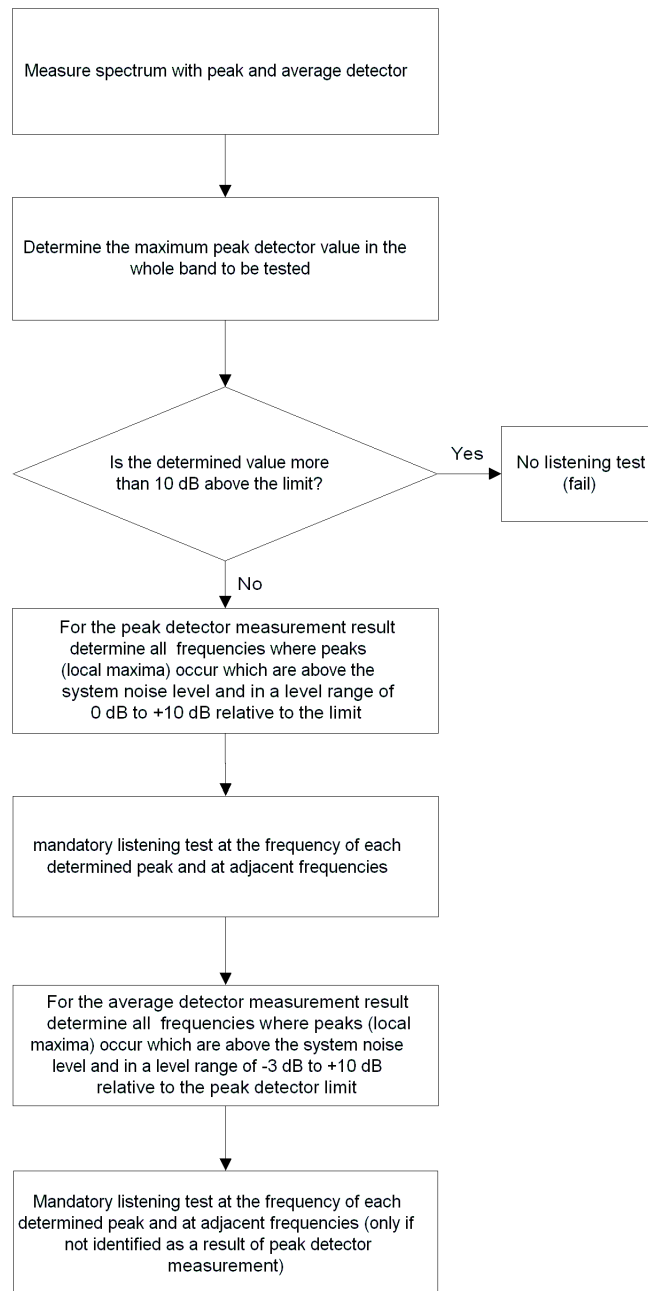 Measure spectrum with peak and average detector
Determine the maximum peak detector value in the
whole band to be tested
Is the determined value more
than 10 dB above the limit?
Yes
No listening test
(fail)
No
For the peak detector measurement result
determine all frequencies where peaks
(local maxima) occur which are above the
system noise level and in a level range of
0 dB to +10 dB relative to the limit
mandatory listening test at the frequency of each
determined peak and at adjacent frequencies
For the average detector measurement result
determine all frequencies where peaks (local
maxima) occur which are above the system noise
level and in a level range of -3 dB to +10 dB
relative to the peak detector limit
Mandatory listening test at the frequency of each
determined peak and at adjacent frequencies (only if
not identified as a result of peak detector
measurement)